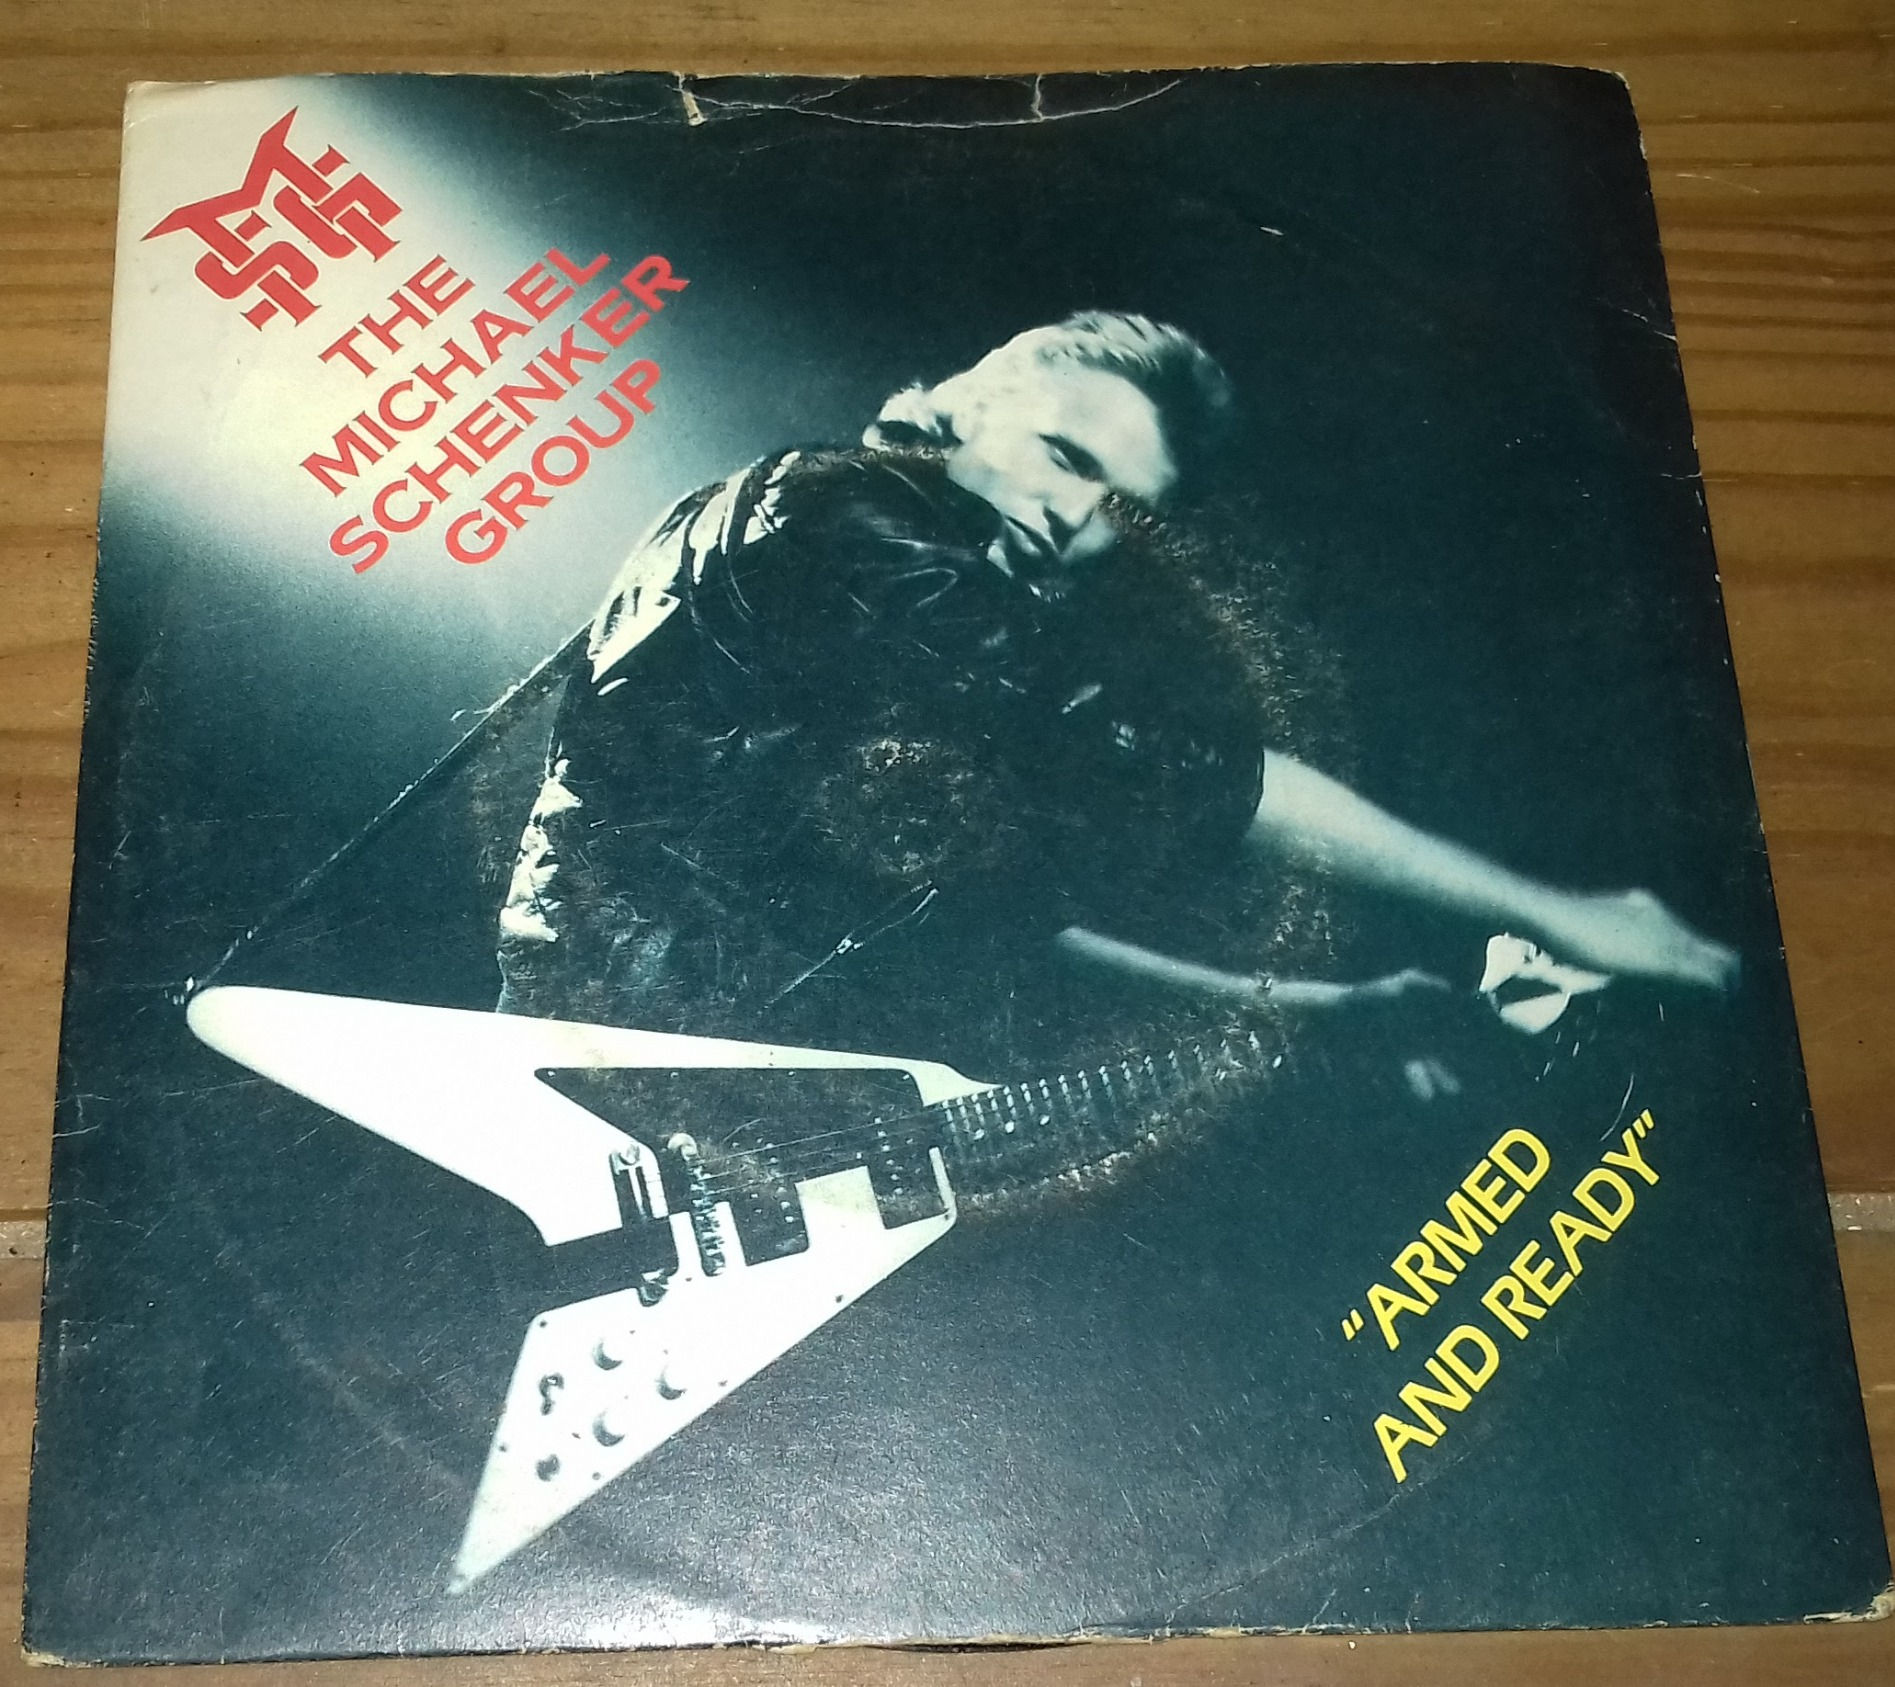 MSG
THE
MICHAEL
SCHENKER
GROUP
"ARMED
AND READY"